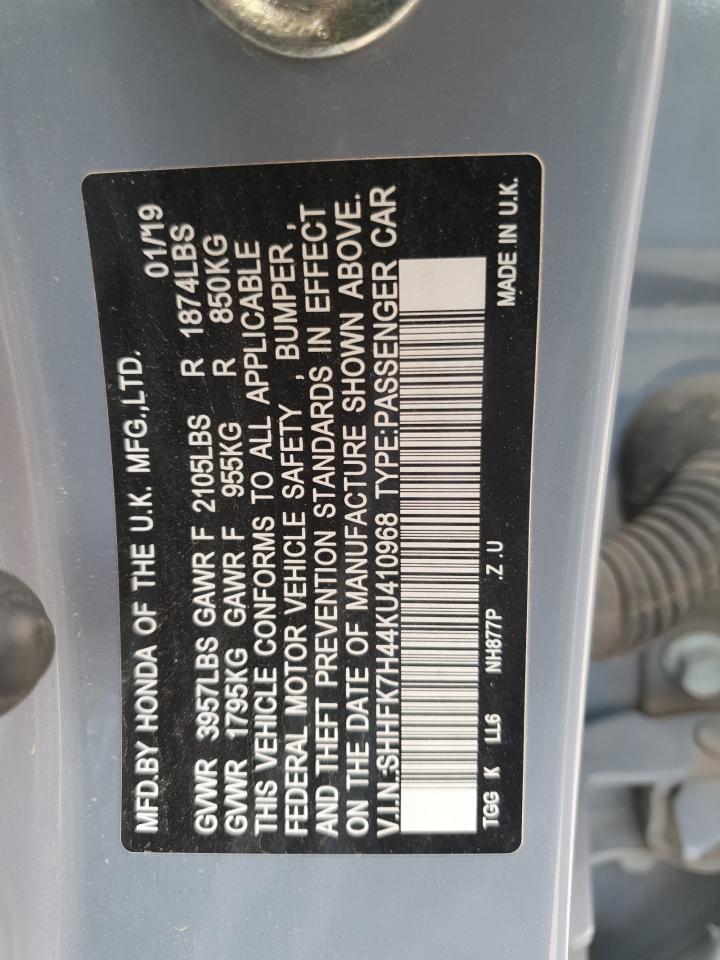 MFD.BY HONDA OF THE U.K. MFG.,LTD. 01/19
GVWR 3957LBS GAWR F 2105LBS R 1874LBS
GVWR 1795KG GAWR F 955KG R 850KG
THIS VEHICLE CONFORMS TO ALL APPLICABLE
FEDERAL MOTOR VEHICLE SAFETY , BUMPER ,
AND THEFT PREVENTION STANDARDS IN EFFECT
ON THE DATE OF MANUFACTURE SHOWN ABOVE.
V.I.N.:SHHFK7H44KU410968 TYPE:PASSENGER CAR
TGG K LL6 NH877P .Z .U MADE IN U.K.